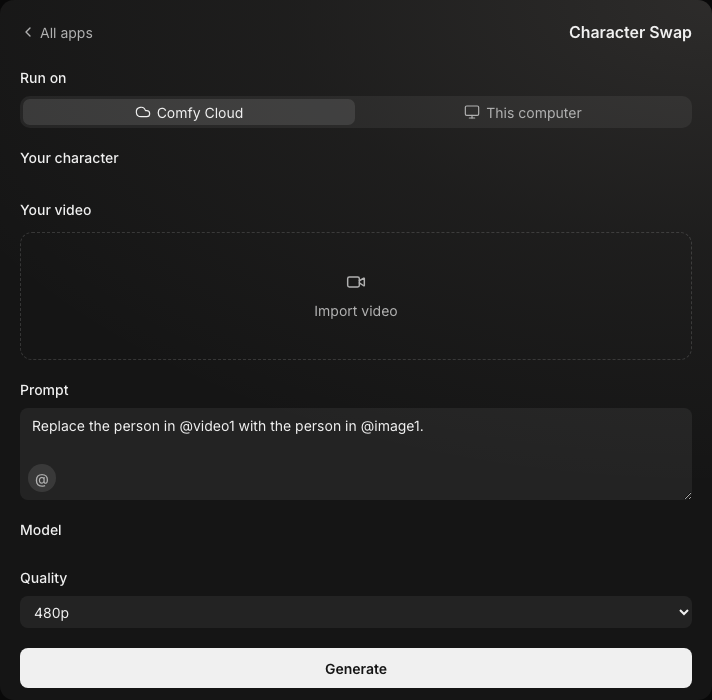 All apps
Character Swap
Run on
Comfy Cloud
This computer
Your character
Your video
Import video
Prompt
Replace the person in @video1 with the person in @image1.
@
Model
Quality
480p
Generate